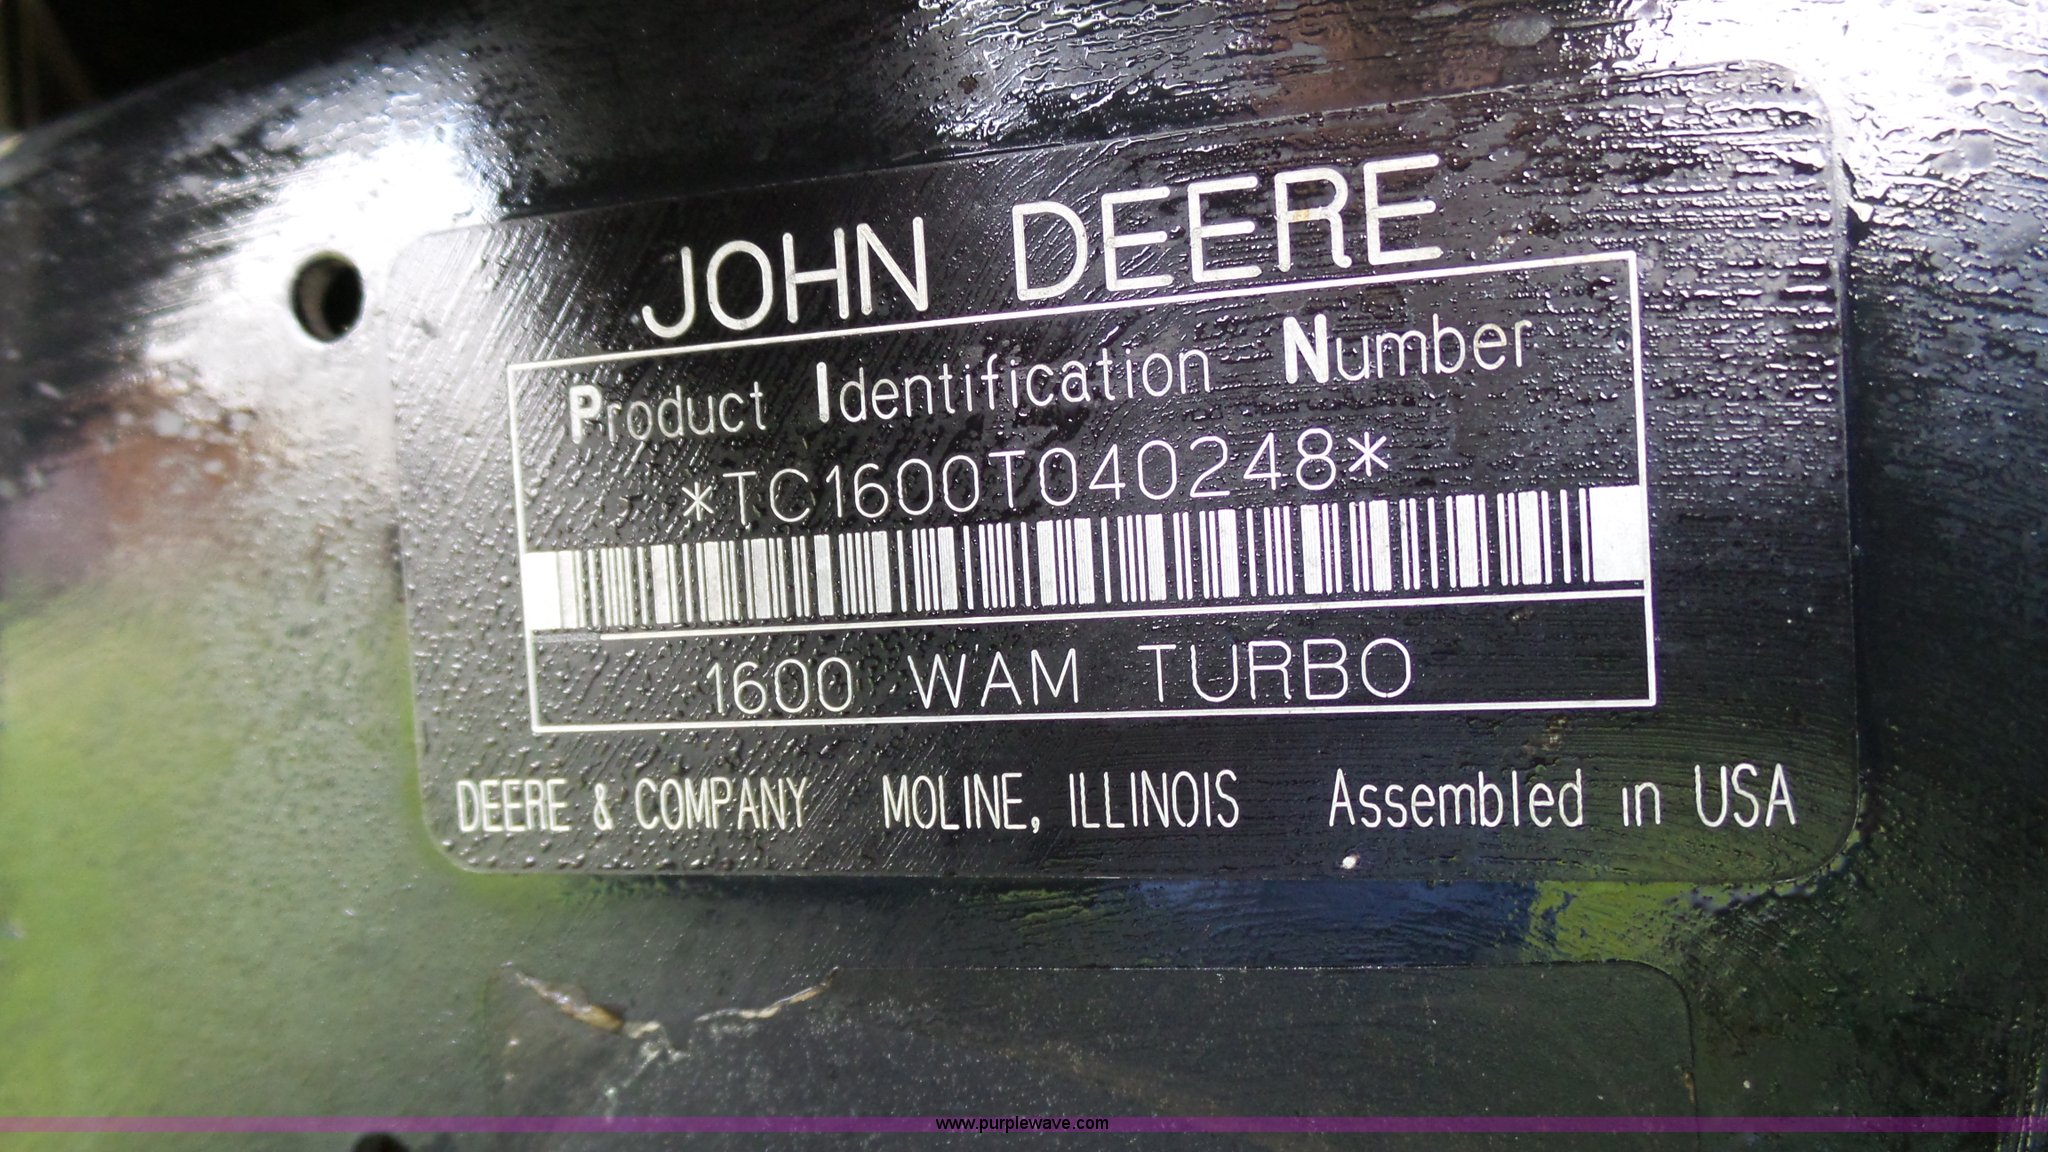 JOHN DEERE
Product Identification Number
*TC1600T040248*
1600 WAM TURBO
DEERE & COMPANY MOLINE, ILLINOIS Assembled in USA
www.purplewave.com